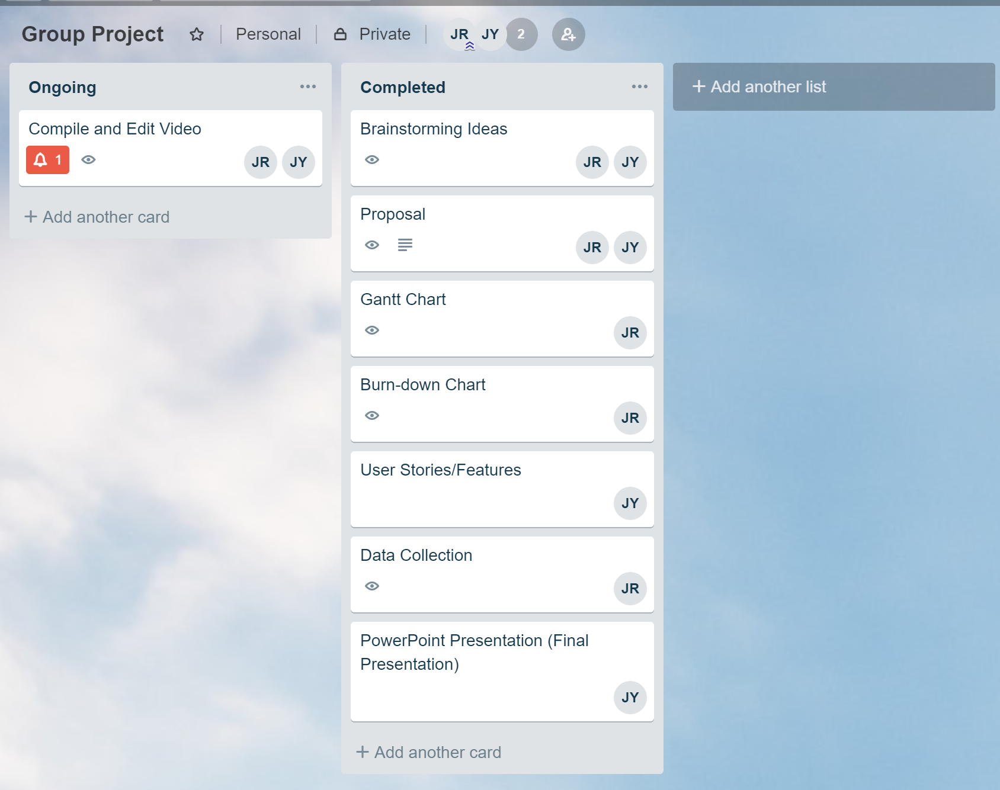 Group Project
Personal
Private
JR
JY
2
Ongoing
Compile and Edit Video
1
JR
JY
+ Add another card
Completed
Brainstorming Ideas
JR
JY
Proposal
JR
JY
Gantt Chart
JR
Burn-down Chart
JR
User Stories/Features
JY
Data Collection
JR
PowerPoint Presentation (Final
Presentation)
JY
+ Add another card
+ Add another list